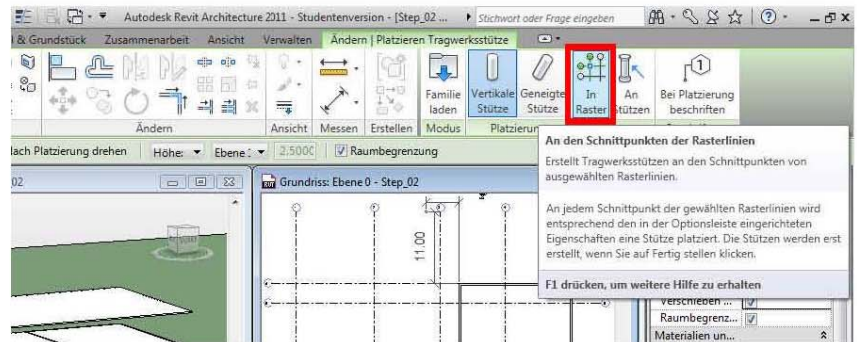 Autodesk Revit Architecture 2011 - Studentenversion - [Step_02 ...
Stichwort oder Frage eingeben
& Grundstück Zusammenarbeit Ansicht Verwalten Ändern | Platzieren Tragwerksstütze
Familie laden
Vertikale Stütze
Geneigte Stütze
In Raster
An Stützen
Bei Platzierung beschriften
Ändern Ansicht Messen Erstellen Modus
An den Schnittpunkten der Rasterlinien
Erstellt Tragwerksstützen an den Schnittpunkten von
ausgewählten Rasterlinien.
An jedem Schnittpunkt der gewählten Rasterlinien wird
entsprechend den in der Optionsleiste eingerichteten
Eigenschaften eine Stütze platziert. Die Stützen werden erst
erstellt, wenn Sie auf Fertig stellen klicken.
F1 drücken, um weitere Hilfe zu erhalten
Nach Platzierung drehen Höhe: Ebene 2.5000 Raumbegrenzung
02
Grundriss: Ebene 0 - Step_02
11.00
Verschieben ...
Raumbegrenz...
Materialien un...